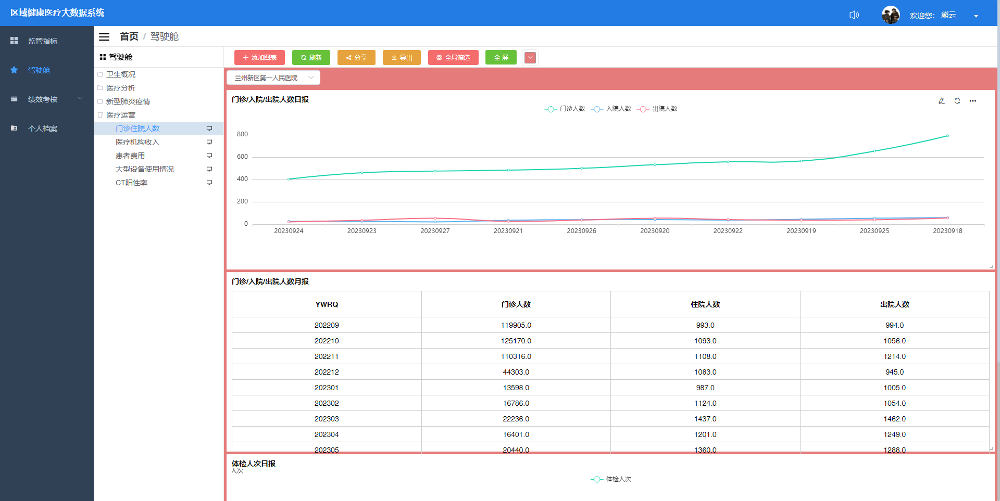 区域健康医疗大数据系统
欢迎您： 熊云
监管指标
驾驶舱
绩效考核
个人档案
首页 / 驾驶舱
驾驶舱
卫生概况
医疗分析
新型肺炎疫情
医疗运营
门诊住院人数
医疗机构收入
患者费用
大型设备使用情况
CT阳性率
添加图表 刷新 分享 导出 全局筛选 全 屏
兰州新区第一人民医院
门诊/入院/出院人数日报
门诊人数 入院人数 出院人数
800
600
400
200
0
20230924 20230923 20230927 20230921 20230926 20230920 20230922 20230919 20230925 20230918
门诊/入院/出院人数月报
YWRQ 门诊人数 住院人数 出院人数
202209 119905.0 993.0 994.0
202210 125170.0 1093.0 1056.0
202211 110316.0 1108.0 1214.0
202212 44303.0 1083.0 945.0
202301 13598.0 987.0 1005.0
202302 16786.0 1124.0 1054.0
202303 22236.0 1437.0 1462.0
202304 16401.0 1201.0 1249.0
202305 20440.0 1360.0 1288.0
体检人次日报
人次
体检人次